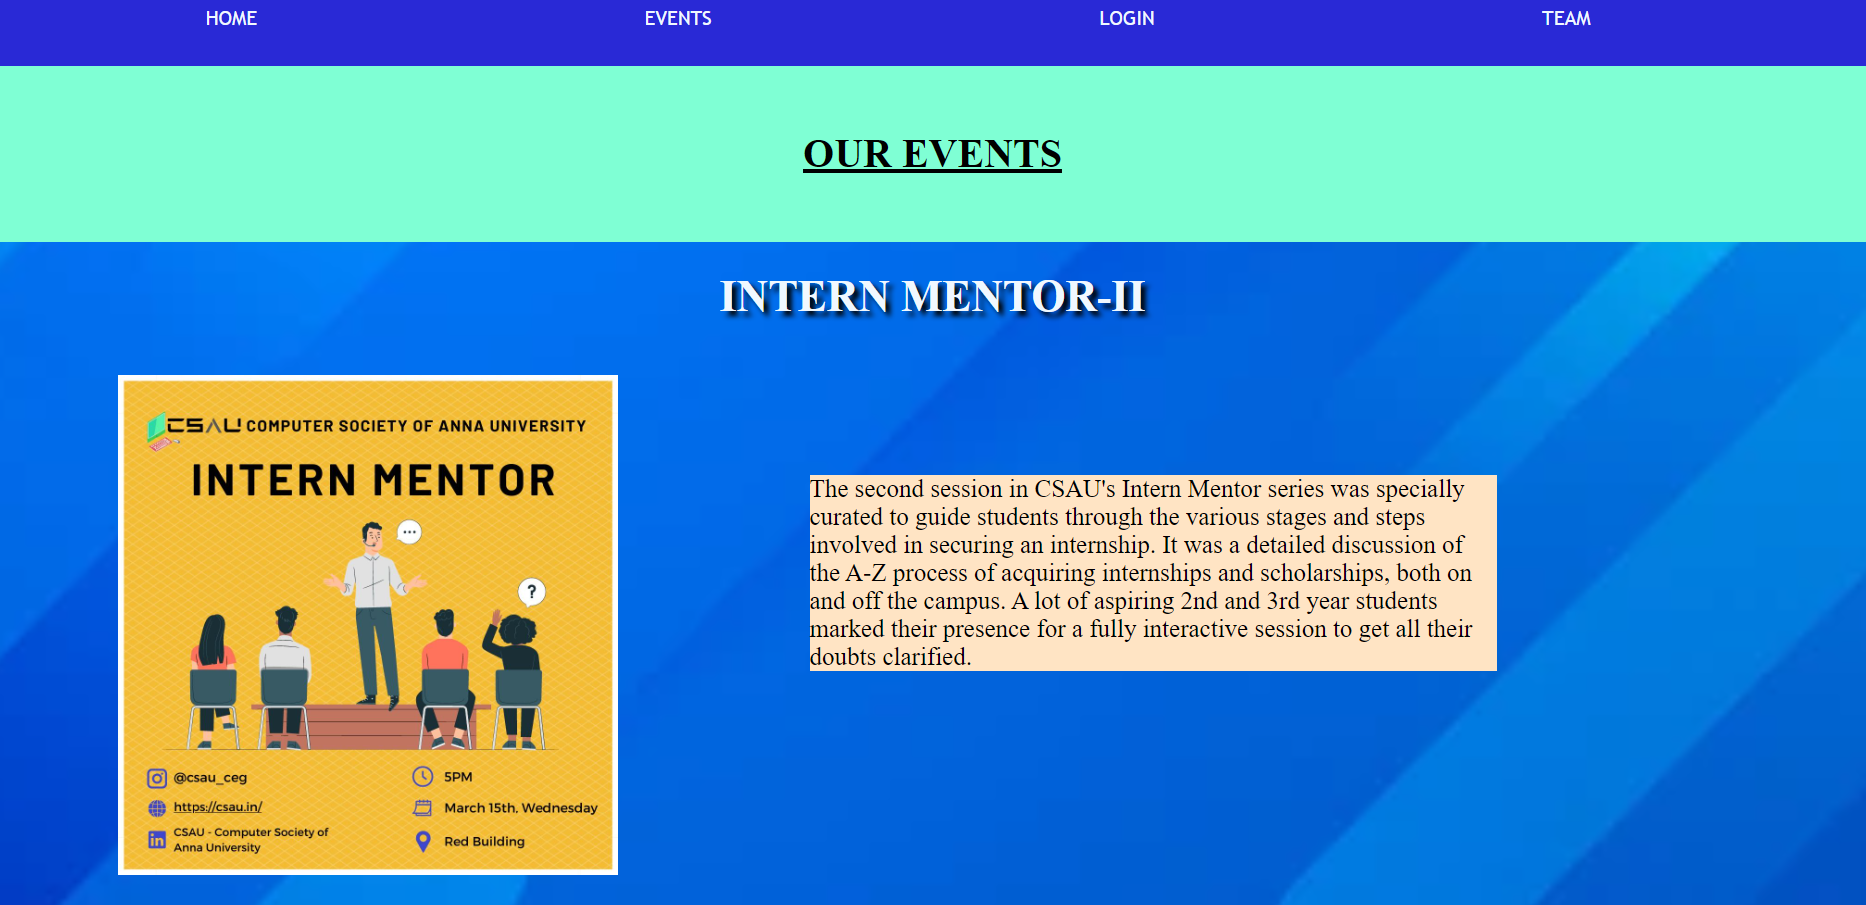 HOME EVENTS LOGIN TEAM
OUR EVENTS
INTERN MENTOR-II
CSAU COMPUTER SOCIETY OF ANNA UNIVERSITY
INTERN MENTOR
?
@csau_ceg
https://csau.in/
CSAU - Computer Society of
Anna University
5PM
March 15th, Wednesday
Red Building
The second session in CSAU's Intern Mentor series was specially
curated to guide students through the various stages and steps
involved in securing an internship. It was a detailed discussion of
the A-Z process of acquiring internships and scholarships, both on
and off the campus. A lot of aspiring 2nd and 3rd year students
marked their presence for a fully interactive session to get all their
doubts clarified.